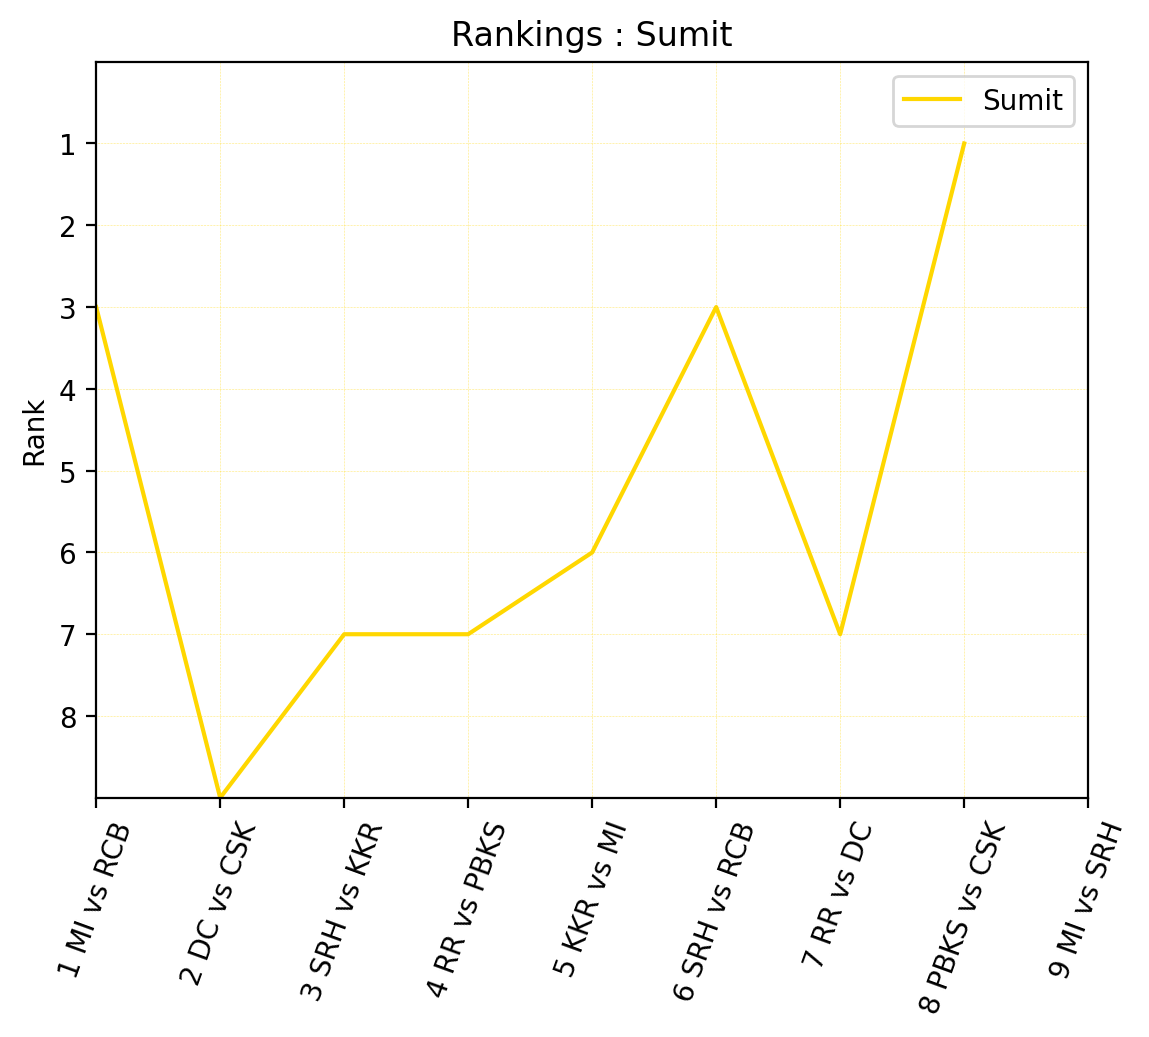 Rankings : Sumit
Sumit
Rank
1
2
3
4
5
6
7
8
1 MI vs RCB
2 DC vs CSK
3 SRH vs KKR
4 RR vs PBKS
5 KKR vs MI
6 SRH vs RCB
7 RR vs DC
8 PBKS vs CSK
9 MI vs SRH